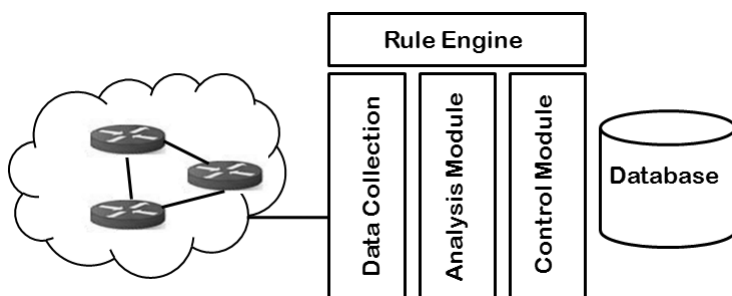 Rule Engine
Data Collection
Analysis Module
Control Module
Database